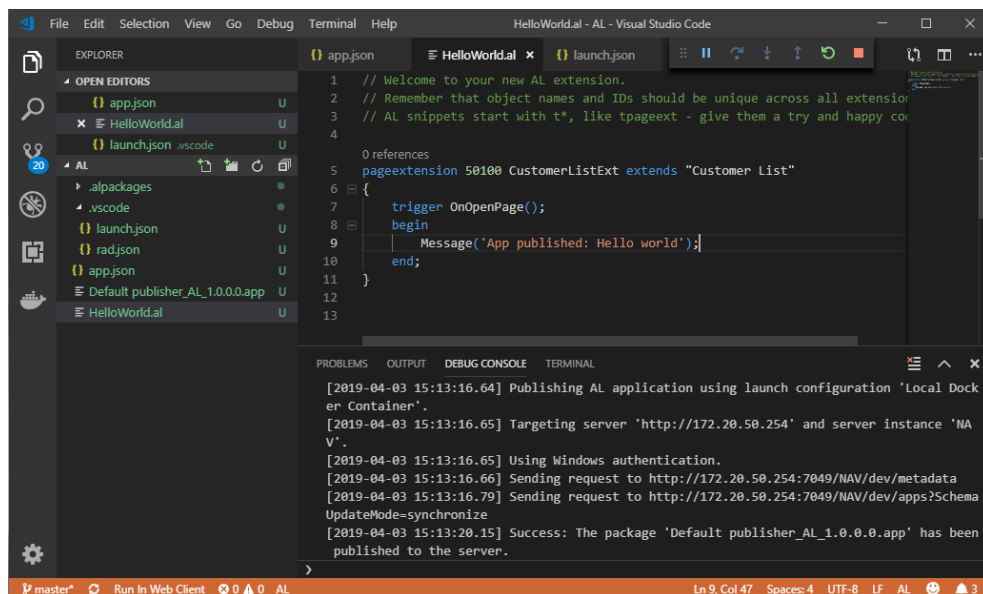 File Edit Selection View Go Debug Terminal Help HelloWorld.al - AL - Visual Studio Code
EXPLORER
OPEN EDITORS
{} app.json U
HelloWorld.al U
{} launch.json .vscode U
20
AL
.alpackages
.vscode
{} launch.json U
{} rad.json U
{} app.json U
Default publisher_AL_1.0.0.0.app U
HelloWorld.al U
{} app.json HelloWorld.al {} launch.json
1 // Welcome to your new AL extension.
2 // Remember that object names and IDs should be unique across all extension
3 // AL snippets start with t*, like tpageext - give them a try and happy co
4
0 references
5 pageextension 50100 CustomerListExt extends "Customer List"
6 {
7 trigger OnOpenPage();
8 begin
9 Message('App published: Hello world');
10 end;
11 }
12
13
PROBLEMS OUTPUT DEBUG CONSOLE TERMINAL
[2019-04-03 15:13:16.64] Publishing AL application using launch configuration 'Local Dock
er Container'.
[2019-04-03 15:13:16.65] Targeting server 'http://172.20.50.254' and server instance 'NA
V'.
[2019-04-03 15:13:16.65] Using Windows authentication.
[2019-04-03 15:13:16.66] Sending request to http://172.20.50.254:7049/NAV/dev/metadata
[2019-04-03 15:13:16.79] Sending request to http://172.20.50.254:7049/NAV/dev/apps?Schema
UpdateMode=synchronize
[2019-04-03 15:13:20.15] Success: The package 'Default publisher_AL_1.0.0.0.app' has been
published to the server.
master* Run In Web Client 0 0 AL Ln 9, Col 47 Spaces: 4 UTF-8 LF AL 3